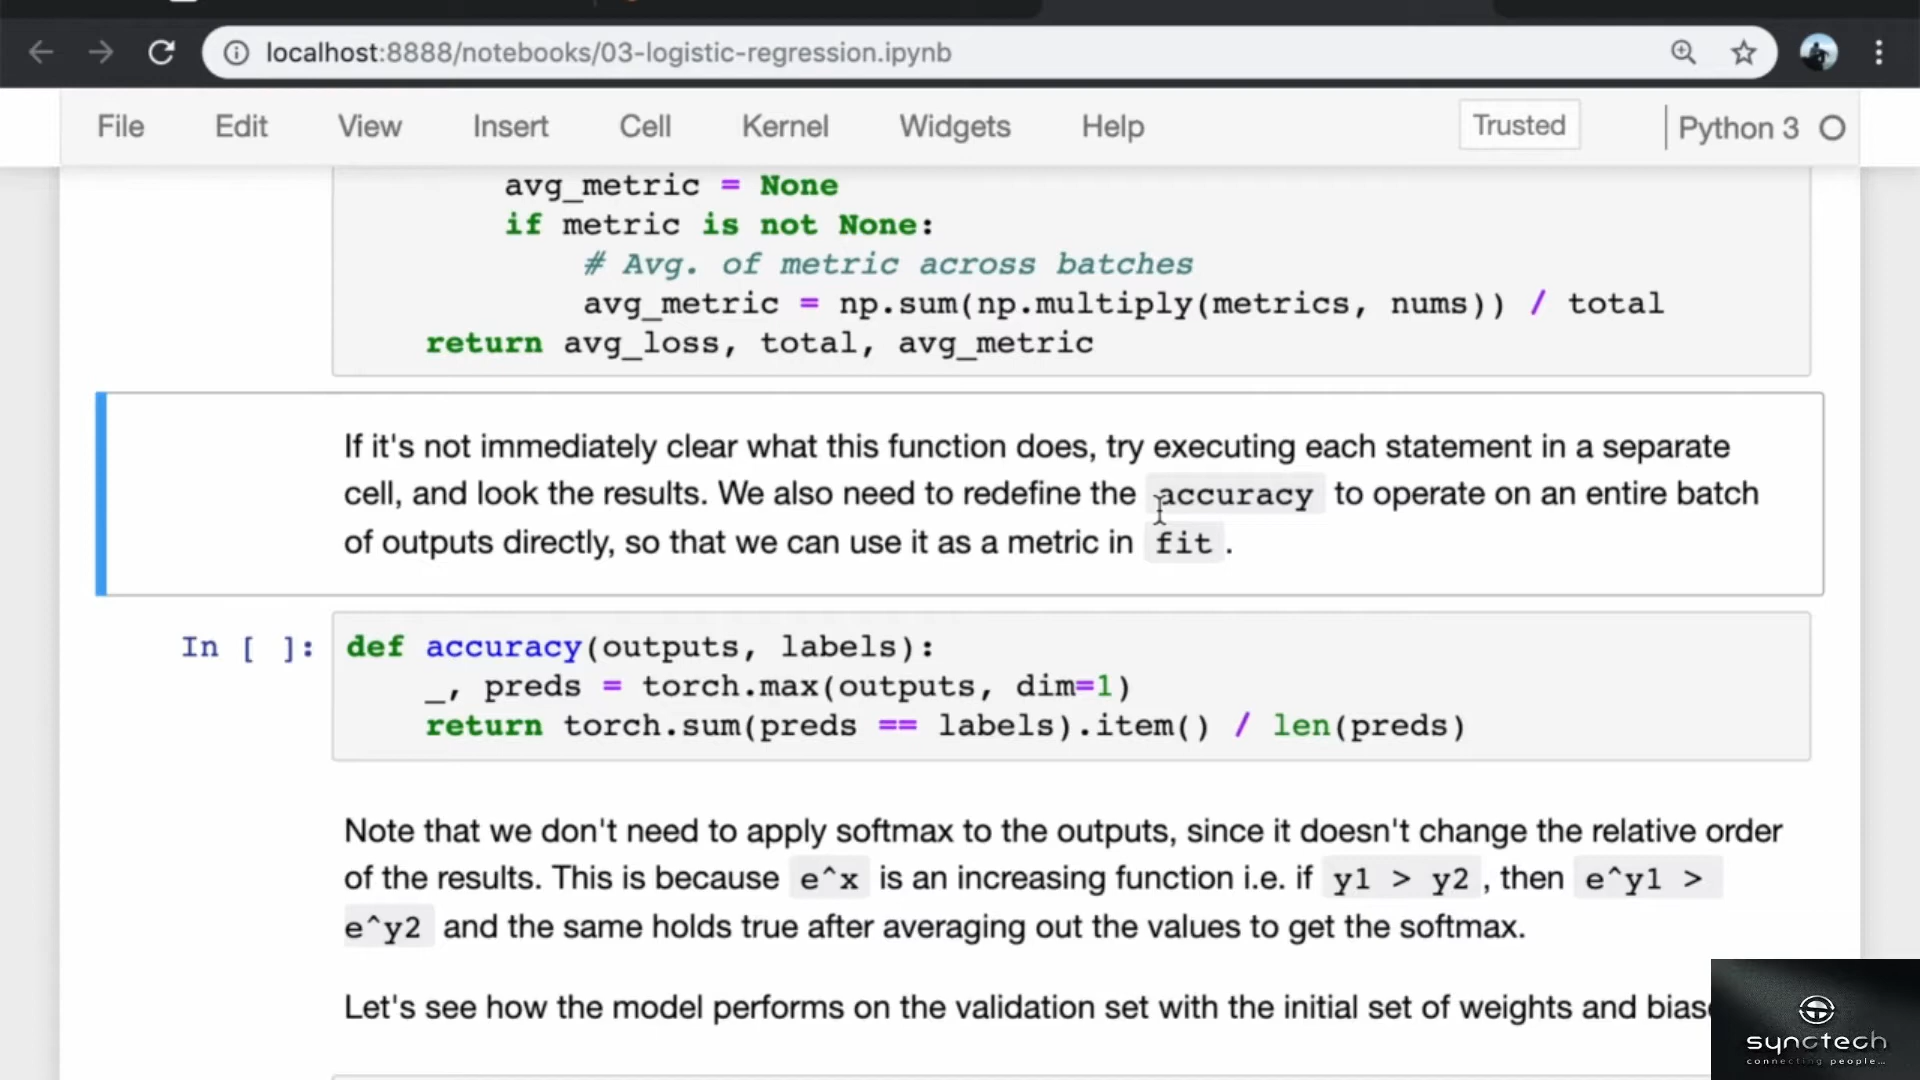 localhost:8888/notebooks/03-logistic-regression.ipynb
File Edit View Insert Cell Kernel Widgets Help Trusted Python 3
avg_metric = None
if metric is not None:
# Avg. of metric across batches
avg_metric = np.sum(np.multiply(metrics, nums)) / total
return avg_loss, total, avg_metric
If it's not immediately clear what this function does, try executing each statement in a separate
cell, and look the results. We also need to redefine the accuracy to operate on an entire batch
of outputs directly, so that we can use it as a metric in fit .
In [ ]: def accuracy(outputs, labels):
_, preds = torch.max(outputs, dim=1)
return torch.sum(preds == labels).item() / len(preds)
Note that we don't need to apply softmax to the outputs, since it doesn't change the relative order
of the results. This is because e^x is an increasing function i.e. if y1 > y2 , then e^y1 >
e^y2 and the same holds true after averaging out the values to get the softmax.
Let's see how the model performs on the validation set with the initial set of weights and
synctech
connecting people...